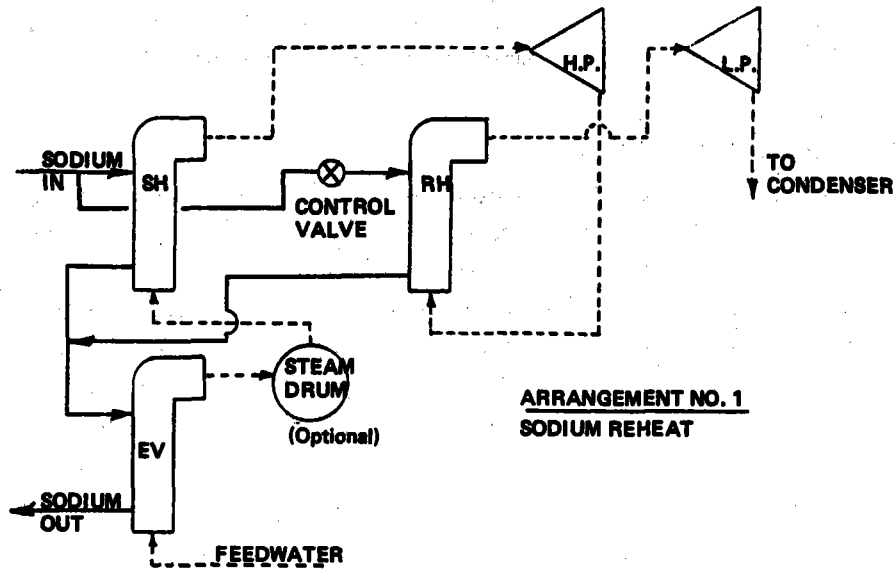 H.P.
L.P.
SODIUM
IN
SH
CONTROL
VALVE
RH
TO
CONDENSER
STEAM
DRUM
(Optional)
ARRANGEMENT NO. 1
SODIUM REHEAT
EV
SODIUM
OUT
FEEDWATER